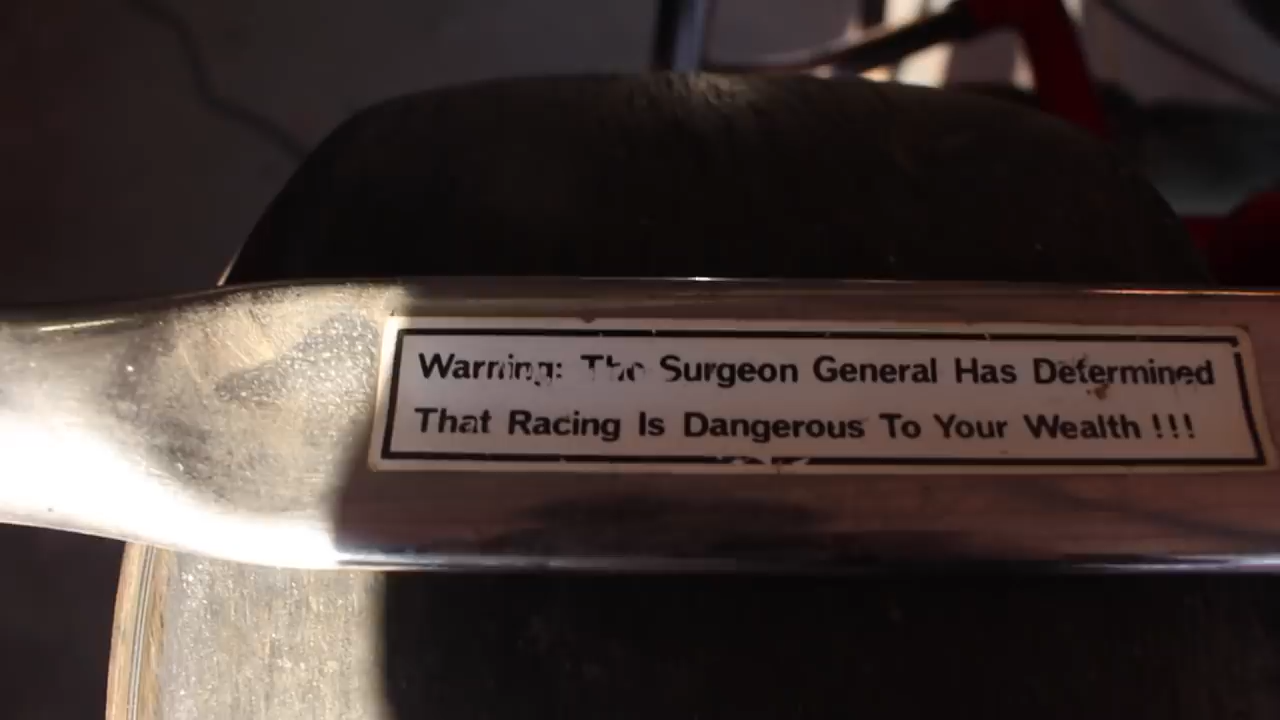 Warning: The Surgeon General Has Determined
That Racing Is Dangerous To Your Wealth !!!